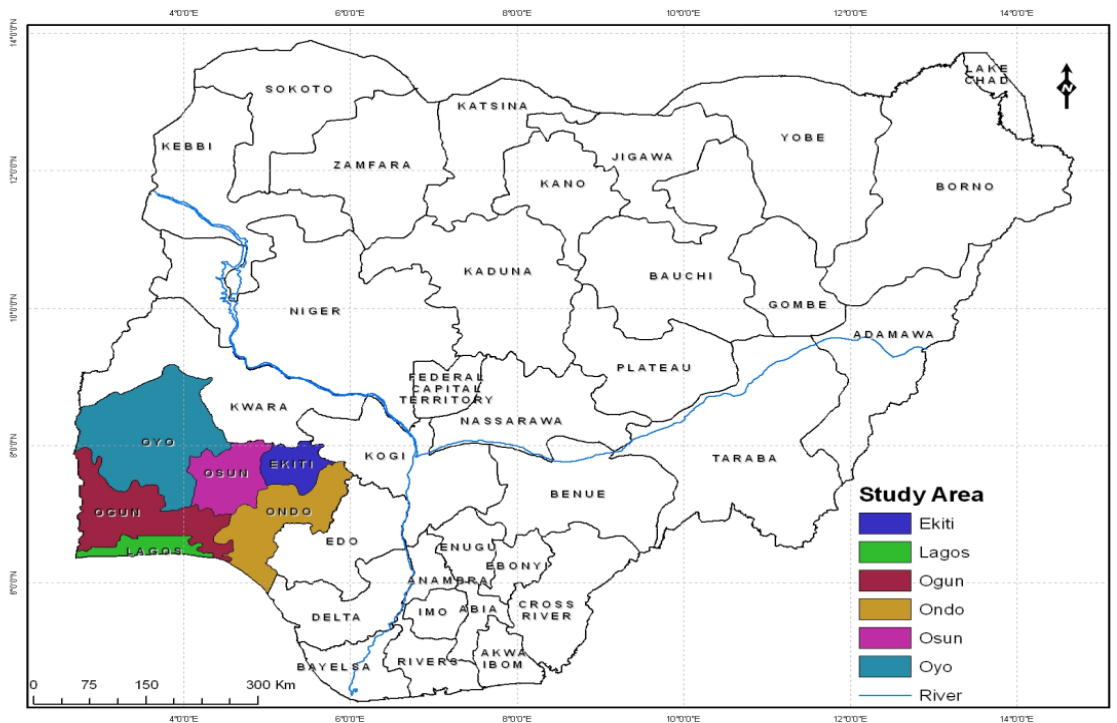 4°0'0"E 6°0'0"E 8°0'0"E 10°0'0"E 12°0'0"E 14°0'0"E
14°0'0"N
LAKE
CHAD
SOKOTO
KATSINA
YOBE
KEBBI
JIGAWA
ZAMFARA
12°0'0"N
KANO
BORNO
KADUNA
BAUCHI
NIGER
GOMBE
10°0'0"N
ADAMAWA
PLATEAU
FEDERAL
CAPITAL
TERRITORY
KWARA
NASSARAWA
OYO
8°0'0"N
KOGI
TARABA
OSUN
EKITI
BENUE
OGUN
ONDO
EDO
LAGOS
ENUGU
EBONYI
ANAMBRA
6°0'0"N
IMO
ABIA
CROSS
RIVER
DELTA
AKWA
IBOM
BAYELSA
RIVERS
Study Area
Ekiti
Lagos
Ogun
Ondo
Osun
Oyo
River
0 75 150 300 Km
4°0'0"E 6°0'0"E 8°0'0"E 10°0'0"E 12°0'0"E 14°0'0"E
N